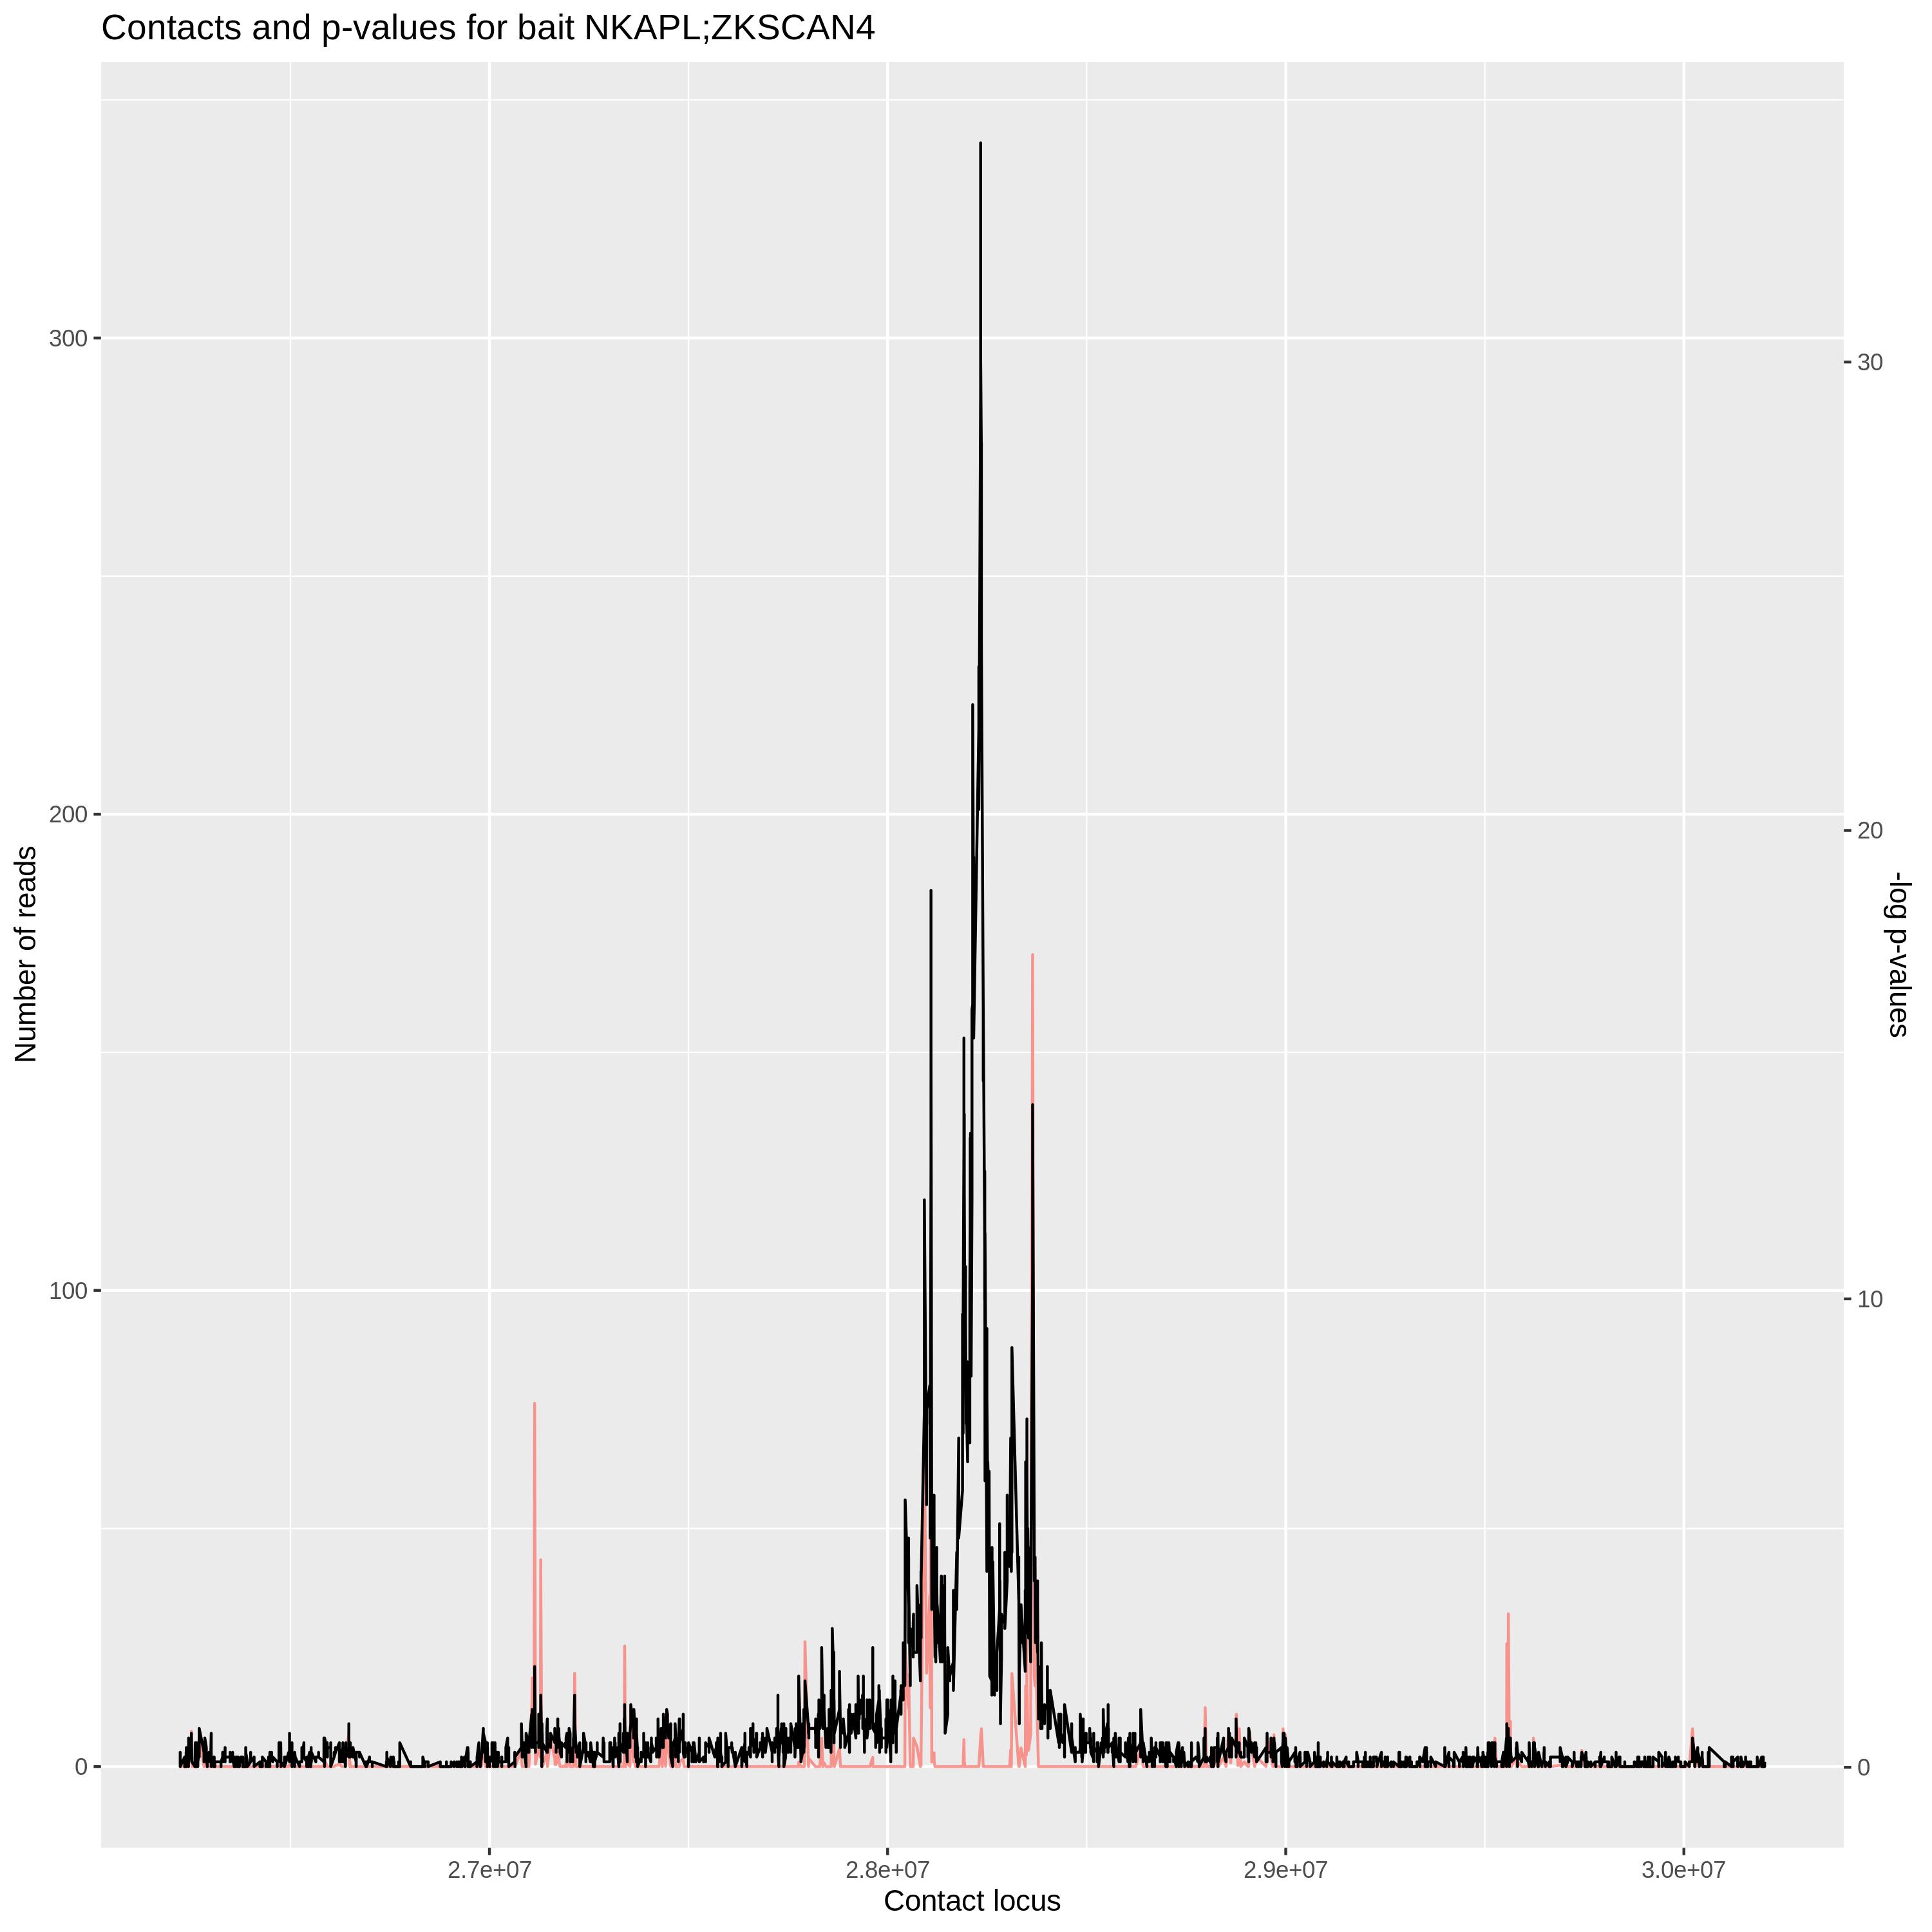 Contacts and p-values for bait NKAPL;ZKSCAN4
300
200
100
0
Number of reads
30
20
10
0
-log p-values
2.7e+07
2.8e+07
2.9e+07
3.0e+07
Contact locus